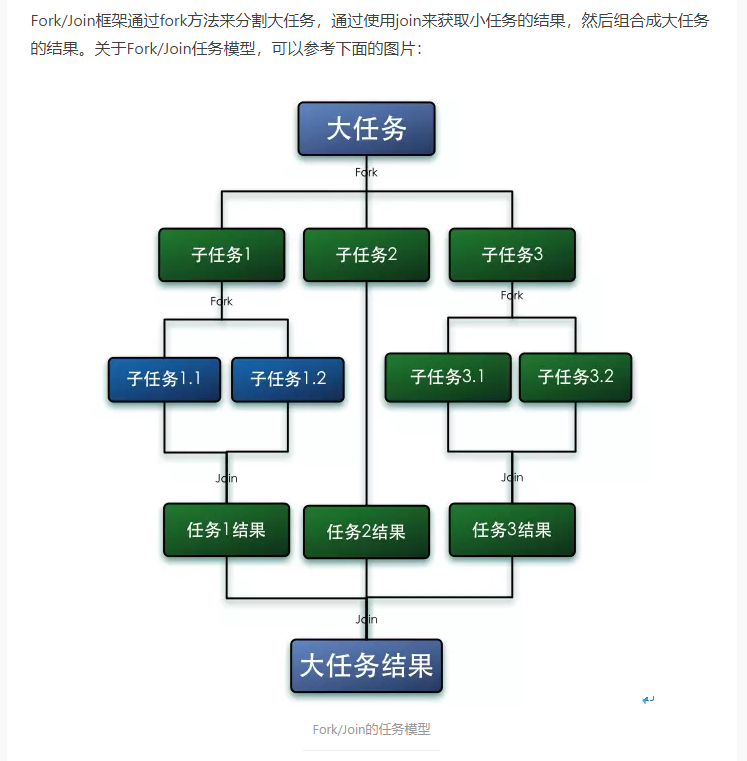 Fork/Join框架通过fork方法来分割大任务，通过使用join来获取小任务的结果，然后组合成大任务
的结果。关于Fork/Join任务模型，可以参考下面的图片：
大任务
Fork
子任务1
子任务2
子任务3
Fork
Fork
子任务1.1
子任务1.2
子任务3.1
子任务3.2
Join
Join
任务1结果
任务2结果
任务3结果
Join
大任务结果
Fork/Join的任务模型